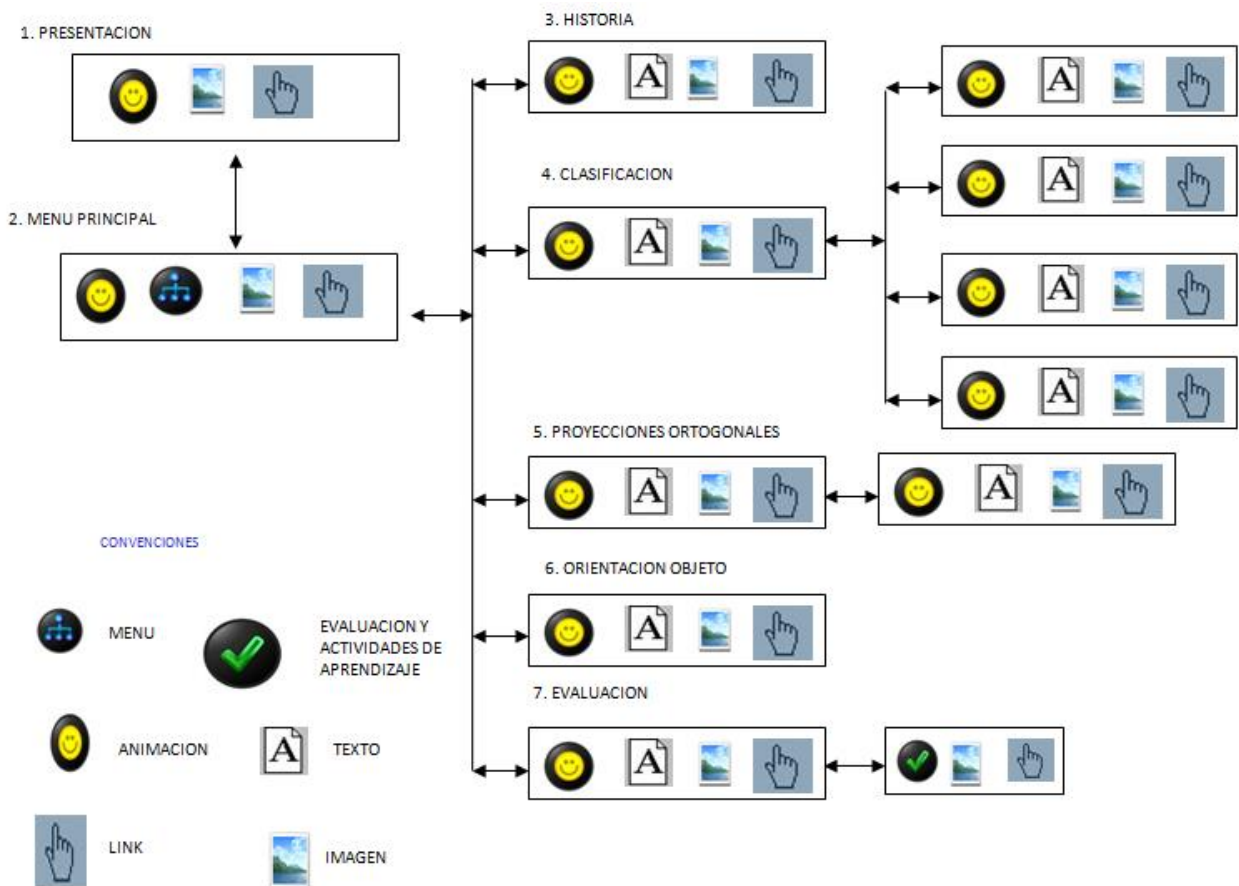 1. PRESENTACION
2. MENU PRINCIPAL
3. HISTORIA
4. CLASIFICACION
5. PROYECCIONES ORTOGONALES
6. ORIENTACION OBJETO
7. EVALUACION
CONVENCIONES
MENU
EVALUACION Y
ACTIVIDADES DE
APRENDIZAJE
ANIMACION
A TEXTO
LINK
IMAGEN